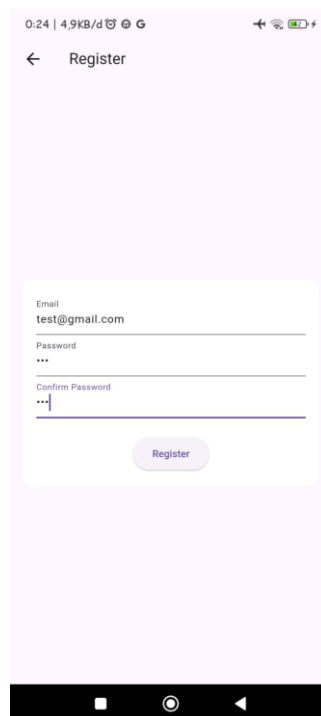 0:24 | 4,9KB/d
Register
Email
test@gmail.com
Password
•••
Confirm Password
•••
Register